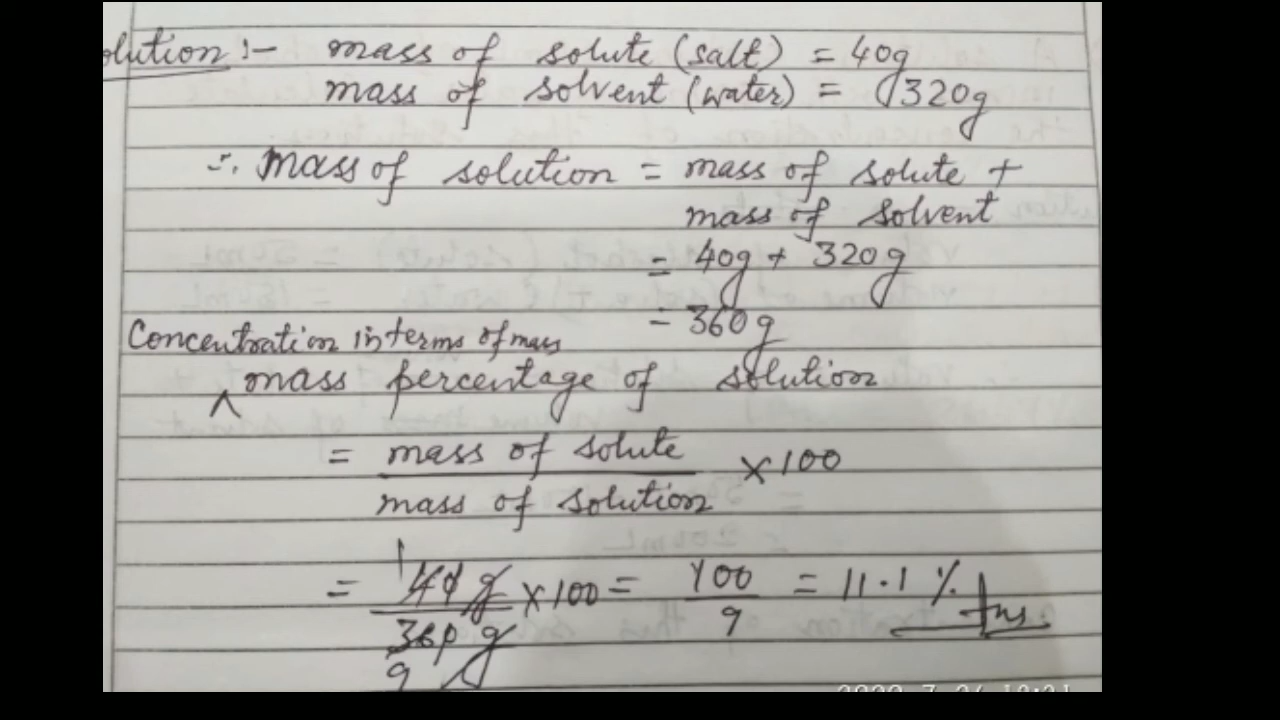 olution :- mass of solute (salt) = 40g
mass of solvent (water) = 320g
∴ mass of solution = mass of solute +
mass of solvent
= 40g + 320g
= 360g
Concentration in terms of mass
^ mass percentage of solution
= mass of solute / mass of solution × 100
= 1 40 g / 360 g 9 × 100 = 100 / 9 = 11.1 % Ans.